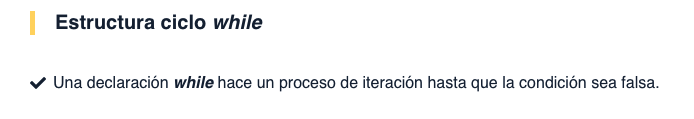 Estructura ciclo while
Una declaración while hace un proceso de iteración hasta que la condición sea falsa.